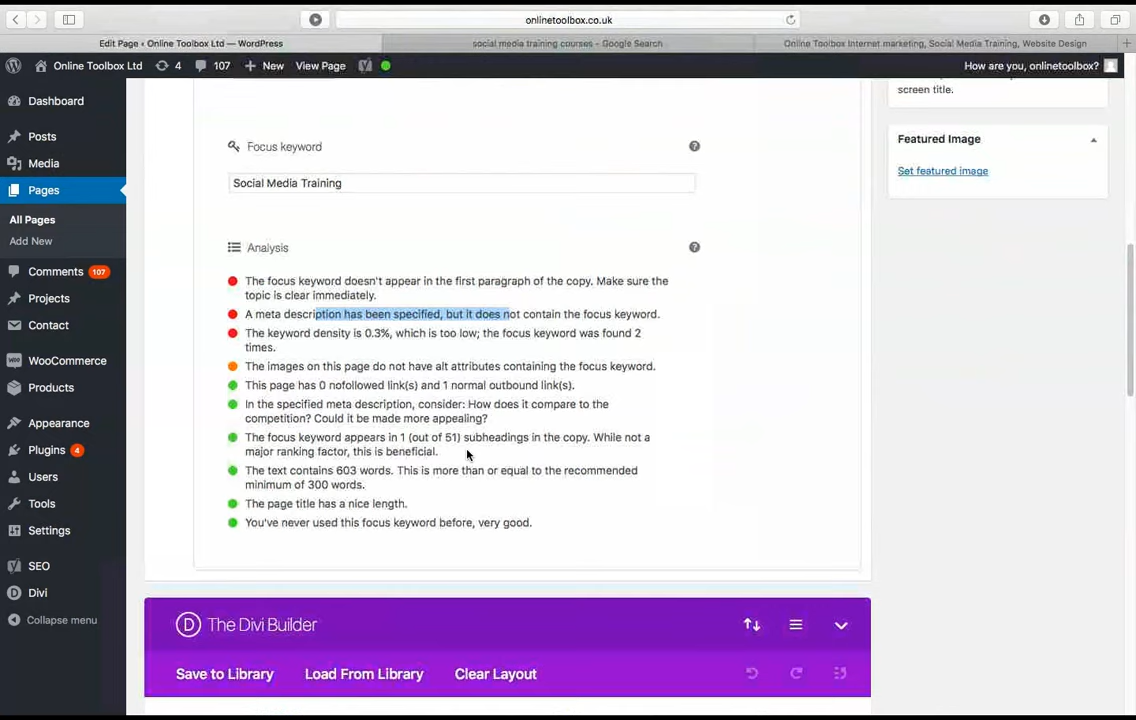 onlinetoolbox.co.uk
Edit Page ‹ Online Toolbox Ltd — WordPress
social media training courses - Google Search
Online Toolbox Internet marketing, Social Media Training, Website Design
Online Toolbox Ltd
4
107
New
View Page
How are you, onlinetoolbox?
Dashboard
Posts
Media
Pages
All Pages
Add New
Comments 107
Projects
Contact
WooCommerce
Products
Appearance
Plugins 4
Users
Tools
Settings
SEO
Divi
Collapse menu
Focus keyword
Social Media Training
Analysis
The focus keyword doesn't appear in the first paragraph of the copy. Make sure the
topic is clear immediately.
A meta description has been specified, but it does not contain the focus keyword.
The keyword density is 0.3%, which is too low; the focus keyword was found 2
times.
The images on this page do not have alt attributes containing the focus keyword.
This page has 0 nofollowed link(s) and 1 normal outbound link(s).
In the specified meta description, consider: How does it compare to the
competition? Could it be made more appealing?
The focus keyword appears in 1 (out of 51) subheadings in the copy. While not a
major ranking factor, this is beneficial.
The text contains 603 words. This is more than or equal to the recommended
minimum of 300 words.
The page title has a nice length.
You've never used this focus keyword before, very good.
D The Divi Builder
Save to Library
Load From Library
Clear Layout
screen title.
Featured Image
Set featured image